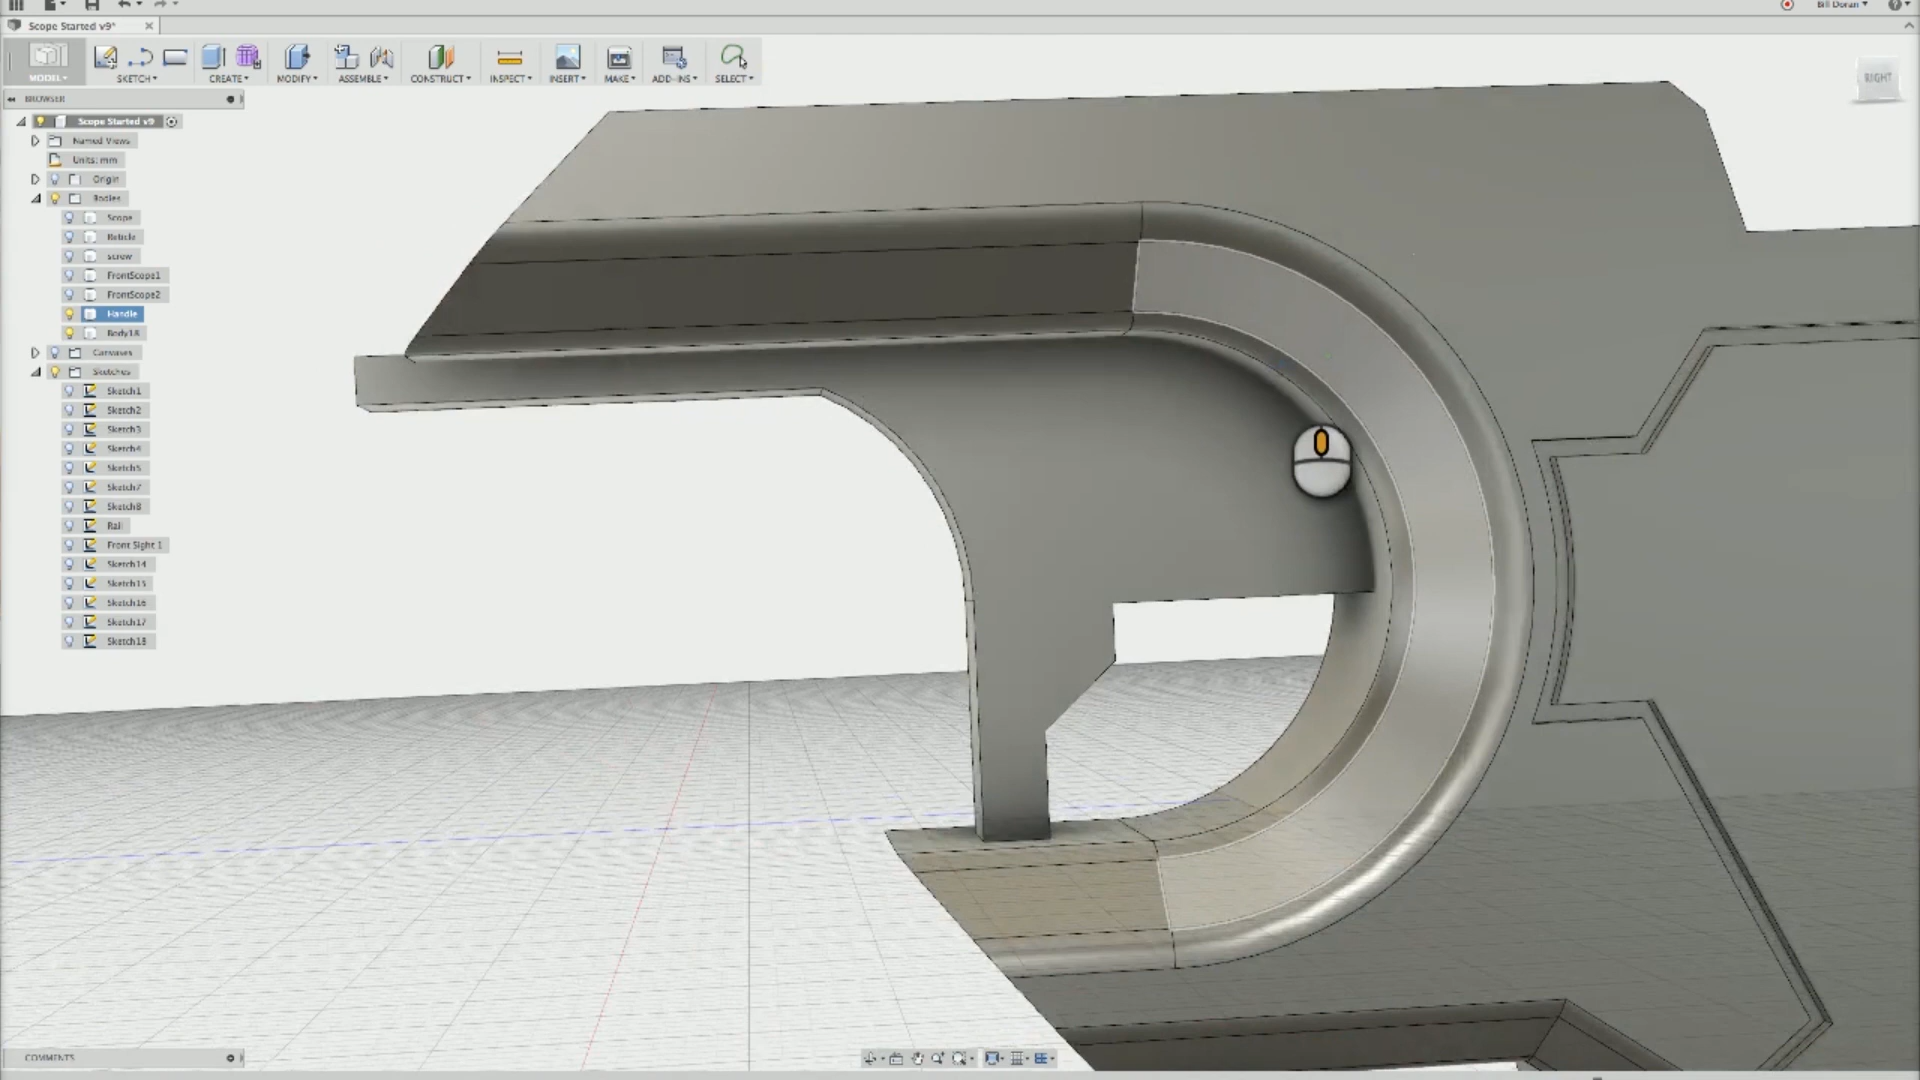 Bill Doran
Scope Started v9*
MODEL
SKETCH
CREATE
MODIFY
ASSEMBLE
CONSTRUCT
INSPECT
INSERT
MAKE
ADD-INS
SELECT
RIGHT
BROWSER
Scope Started v9
Named Views
Units: mm
Origin
Bodies
Scope
Reticle
screw
FrontScope1
FrontScope2
Handle
Body18
Canvases
Sketches
Sketch1
Sketch2
Sketch3
Sketch4
Sketch5
Sketch7
Sketch8
Rail
Front Sight 1
Sketch14
Sketch15
Sketch16
Sketch17
Sketch18
COMMENTS